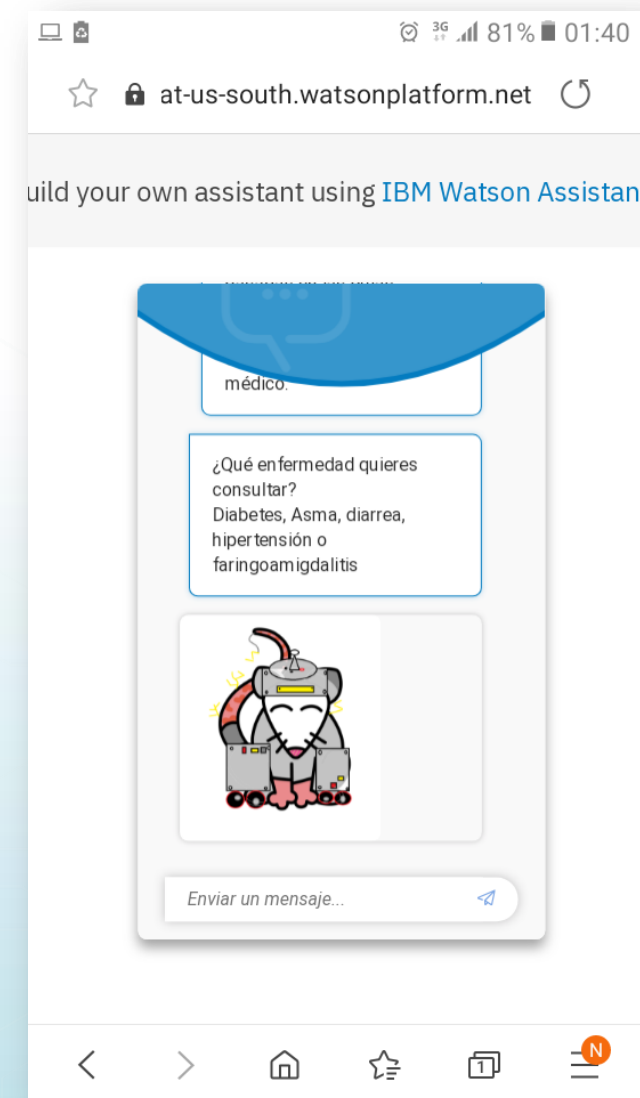 3G 81% 01:40
at-us-south.watsonplatform.net
uild your own assistant using IBM Watson Assistan
médico.
¿Qué enfermedad quieres
consultar?
Diabetes, Asma, diarrea,
hipertensión o
faringoamigdalitis
Enviar un mensaje...
1
N